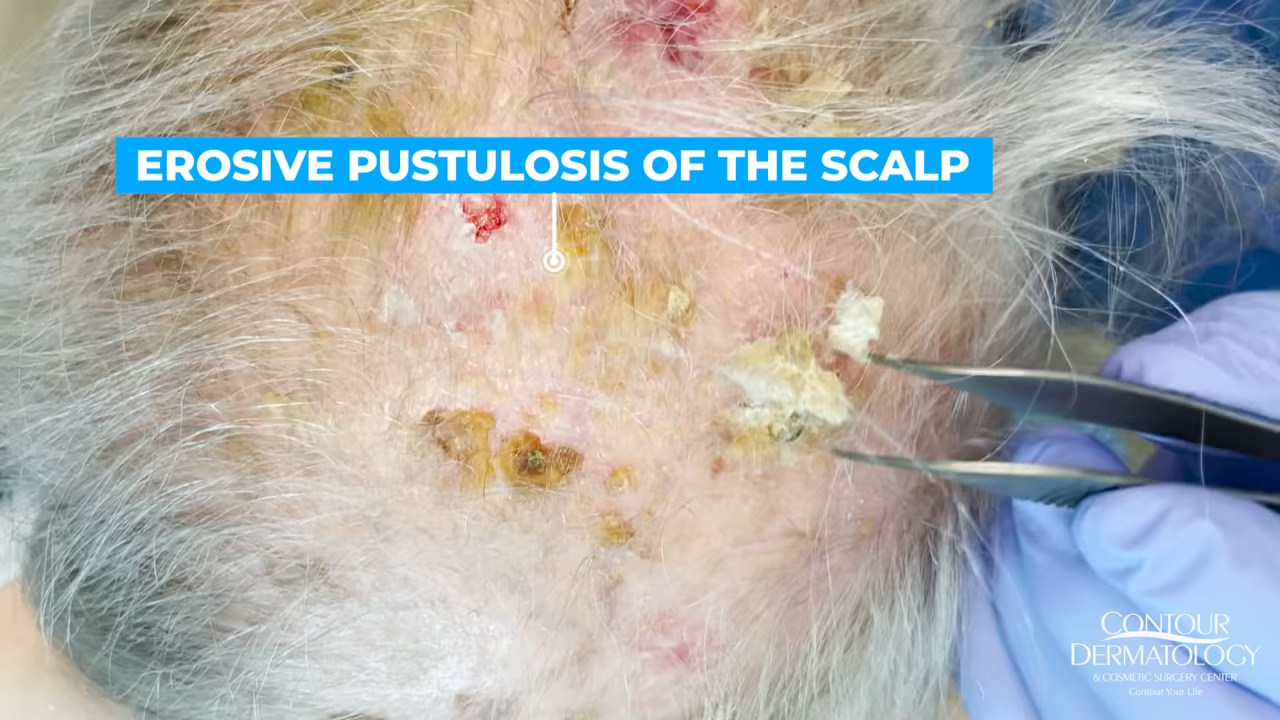 EROSIVE PUSTULOSIS OF THE SCALP
CONTOUR
DERMATOLOGY
& COSMETIC SURGERY CENTER
Contour Your Life